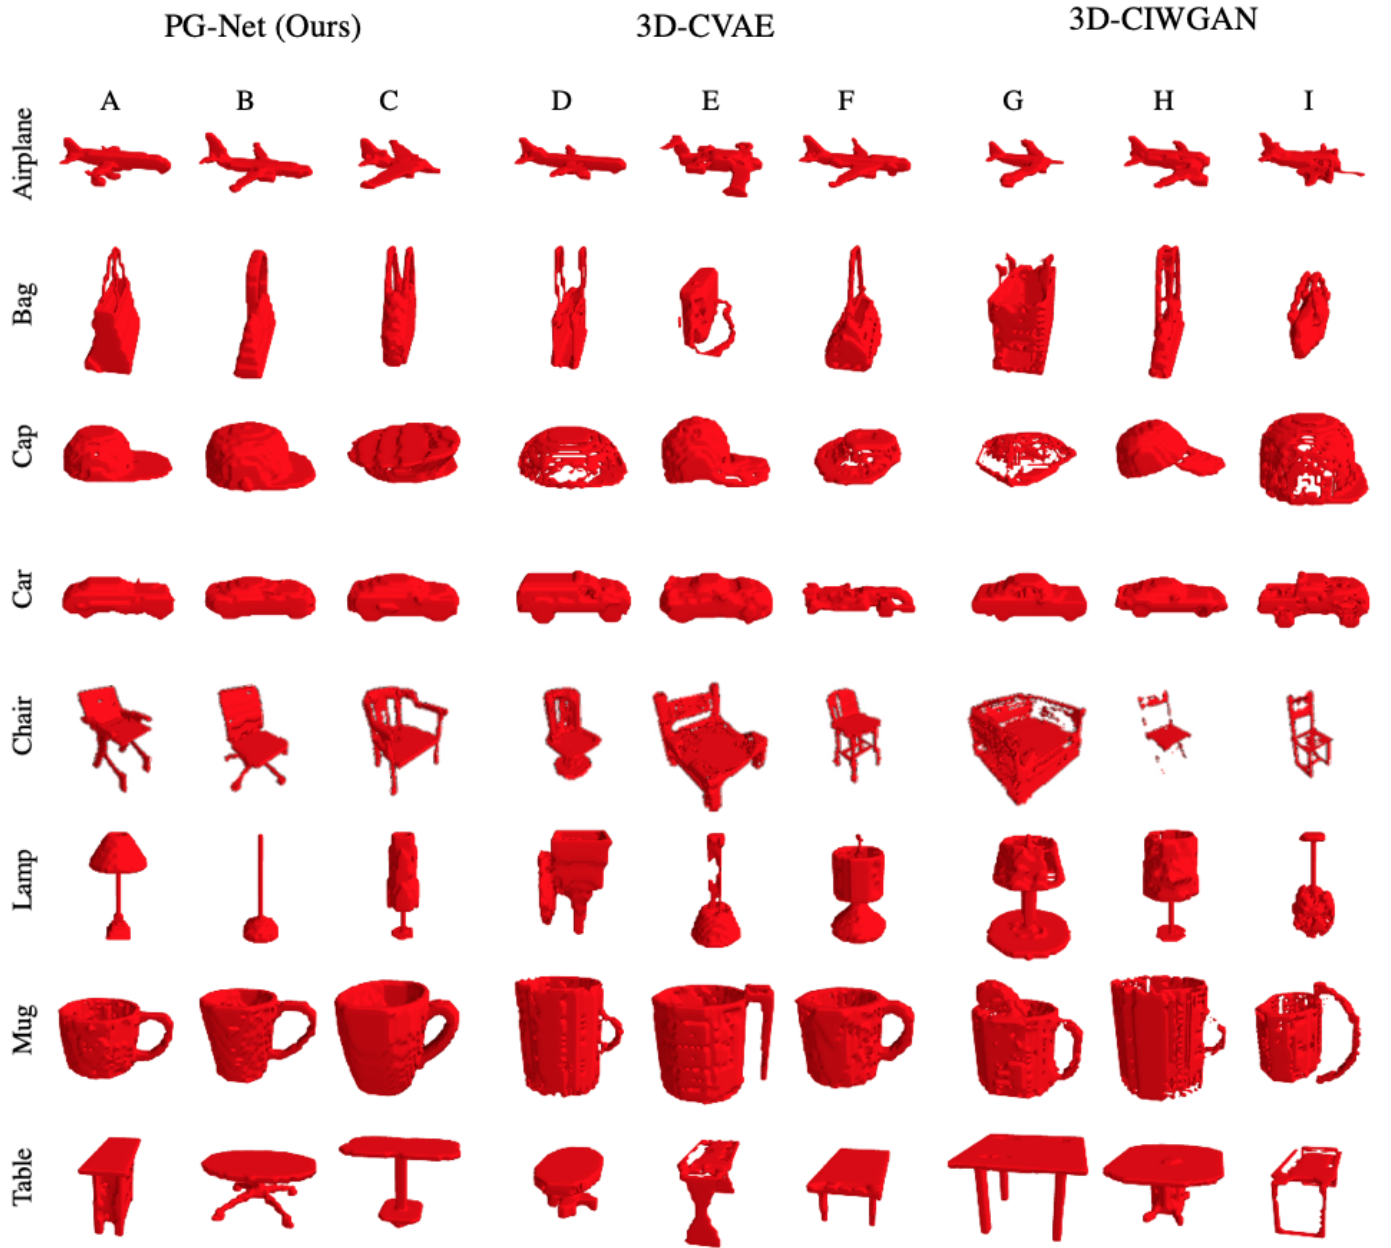 PG-Net (Ours) 3D-CVAE 3D-CIWGAN
A B C D E F G H I
Airplane
Bag
Cap
Car
Chair
Lamp
Mug
Table